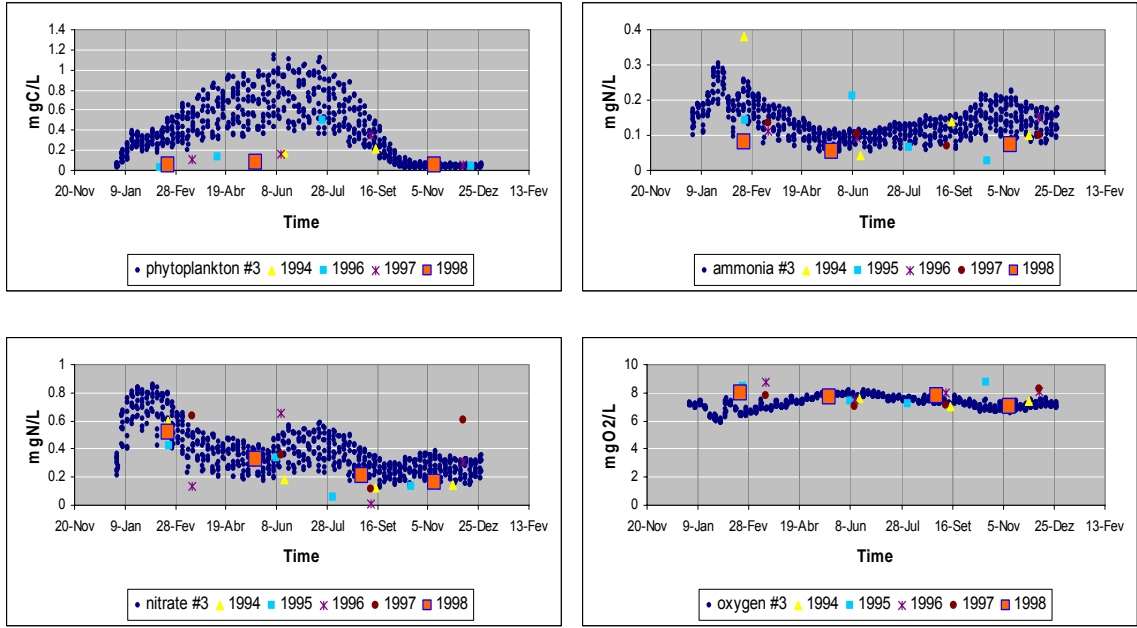 mgC/L
1.4
1.2
1
0.8
0.6
0.4
0.2
0
20-Nov 9-Jan 28-Fev 19-Abr 8-Jun 28-Jul 16-Set 5-Nov 25-Dez 13-Fev
Time
phytoplankton #3 1994 1996 1997 1998
mgN/L
0.4
0.3
0.2
0.1
0
20-Nov 9-Jan 28-Fev 19-Abr 8-Jun 28-Jul 16-Set 5-Nov 25-Dez 13-Fev
Time
ammonia #3 1994 1995 1996 1997 1998
mgN/L
1
0.8
0.6
0.4
0.2
0
20-Nov 9-Jan 28-Fev 19-Abr 8-Jun 28-Jul 16-Set 5-Nov 25-Dez 13-Fev
Time
nitrate #3 1994 1995 1996 1997 1998
mgO2/L
10
8
6
4
2
0
20-Nov 9-Jan 28-Fev 19-Abr 8-Jun 28-Jul 16-Set 5-Nov 25-Dez 13-Fev
Time
oxygen #3 1994 1995 1996 1997 1998